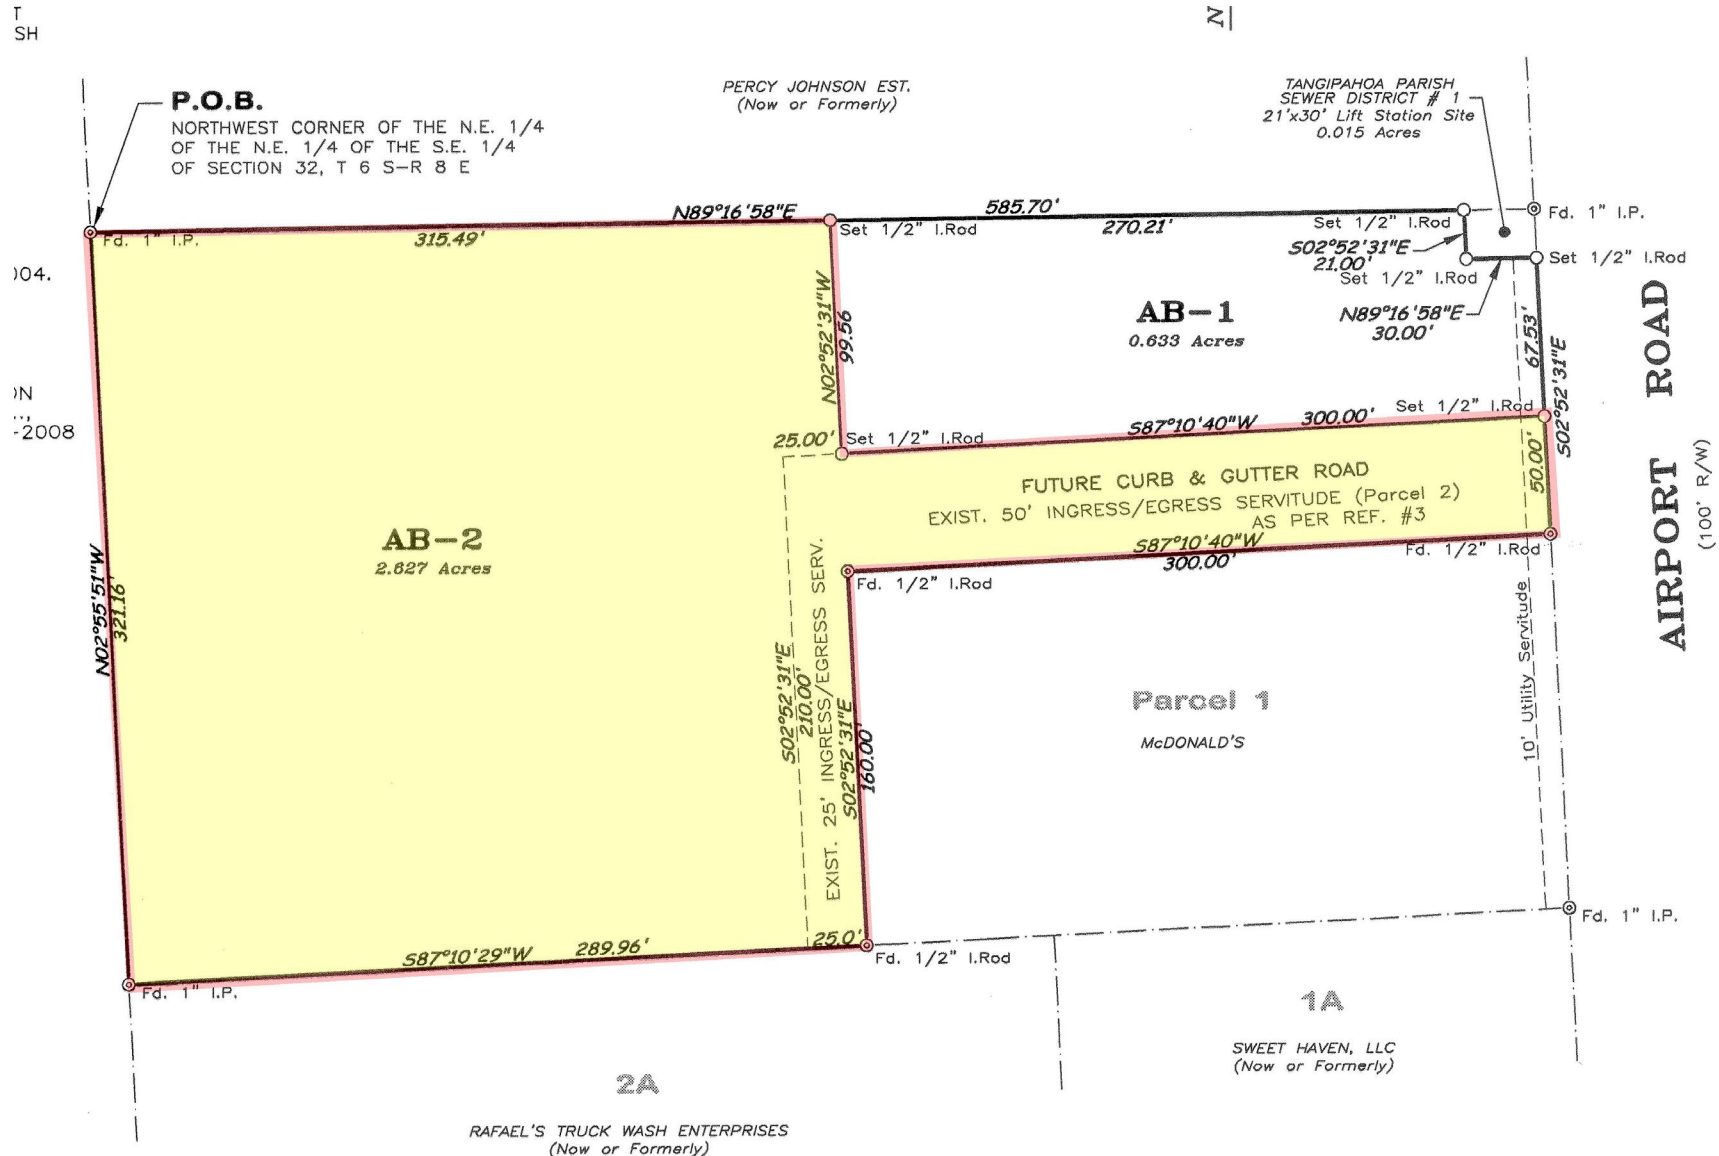 T
SH
N
P.O.B.
NORTHWEST CORNER OF THE N.E. 1/4
OF THE N.E. 1/4 OF THE S.E. 1/4
OF SECTION 32, T 6 S-R 8 E
PERCY JOHNSON EST.
(Now or Formerly)
TANGIPAHOA PARISH
SEWER DISTRICT # 1
21'x30' Lift Station Site
0.015 Acres
N89°16'58"E
585.70'
Fd. 1" I.P.
315.49'
Set 1/2" I.Rod
270.21'
Set 1/2" I.Rod
Fd. 1" I.P.
S02°52'31"E
21.00'
Set 1/2" I.Rod
Set 1/2" I.Rod
004.
N02°52'31"W
99.56
AB-1
0.633 Acres
N89°16'58"E
30.00'
67.53'
S02°52'31"E
ON
-2008
25.00'
Set 1/2" I.Rod
S87°10'40"W
300.00'
Set 1/2" I.Rod
50.00'
FUTURE CURB & GUTTER ROAD
EXIST. 50' INGRESS/EGRESS SERVITUDE (Parcel 2)
AS PER REF. #3
AIRPORT ROAD
(100' R/W)
AB-2
2.627 Acres
S87°10'40"W
300.00'
Fd. 1/2" I.Rod
Fd. 1/2" I.Rod
N02°55'51"W
321.16'
S02°52'31"E
210.00'
EXIST. 25' INGRESS/EGRESS SERV.
S02°52'31"E
160.00'
Parcel 1
McDONALD'S
10' Utility Servitude
S87°10'29"W
289.96'
25.0'
Fd. 1/2" I.Rod
Fd. 1" I.P.
Fd. 1" I.P.
1A
SWEET HAVEN, LLC
(Now or Formerly)
2A
RAFAEL'S TRUCK WASH ENTERPRISES
(Now or Formerly)